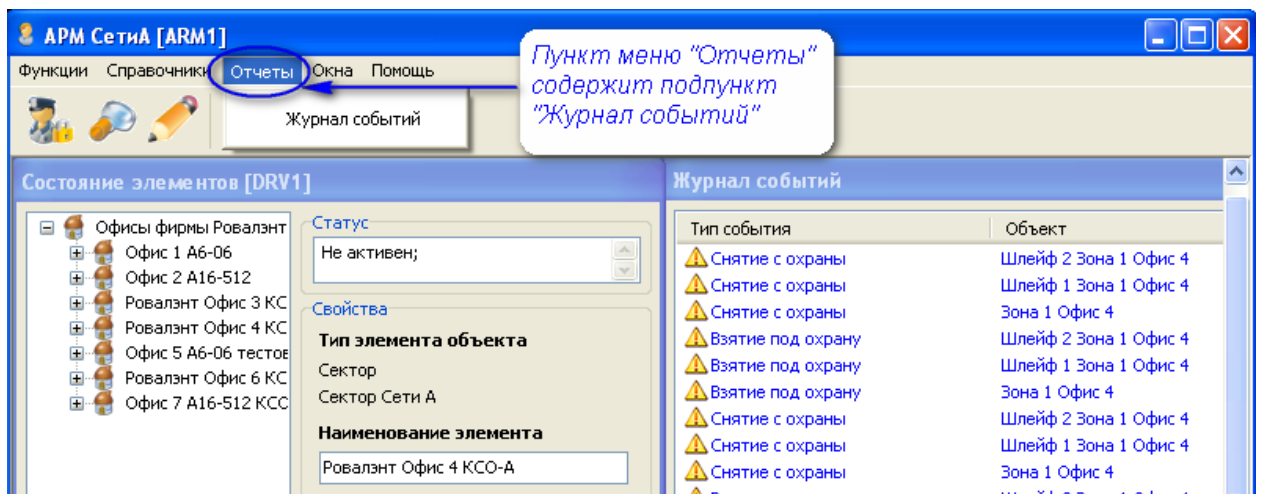 АРМ СетиА [ARM1]
Функции Справочники Отчеты Окна Помощь
Журнал событий
Пункт меню "Отчеты"
содержит подпункт
"Журнал событий"
Состояние элементов [DRV1]
Офисы фирмы Ровалэнт
Офис 1 А6-06
Офис 2 А16-512
Ровалэнт Офис 3 КС
Ровалэнт Офис 4 КС
Офис 5 А6-06 тестов
Ровалэнт Офис 6 КС
Офис 7 А16-512 КСО
Статус
Не активен;
Свойства
Тип элемента объекта
Сектор
Сектор Сети А
Наименование элемента
Ровалэнт Офис 4 КСО-А
Журнал событий
Тип события Объект
Снятие с охраны Шлейф 2 Зона 1 Офис 4
Снятие с охраны Шлейф 1 Зона 1 Офис 4
Снятие с охраны Зона 1 Офис 4
Взятие под охрану Шлейф 2 Зона 1 Офис 4
Взятие под охрану Шлейф 1 Зона 1 Офис 4
Взятие под охрану Зона 1 Офис 4
Снятие с охраны Шлейф 2 Зона 1 Офис 4
Снятие с охраны Шлейф 1 Зона 1 Офис 4
Снятие с охраны Зона 1 Офис 4